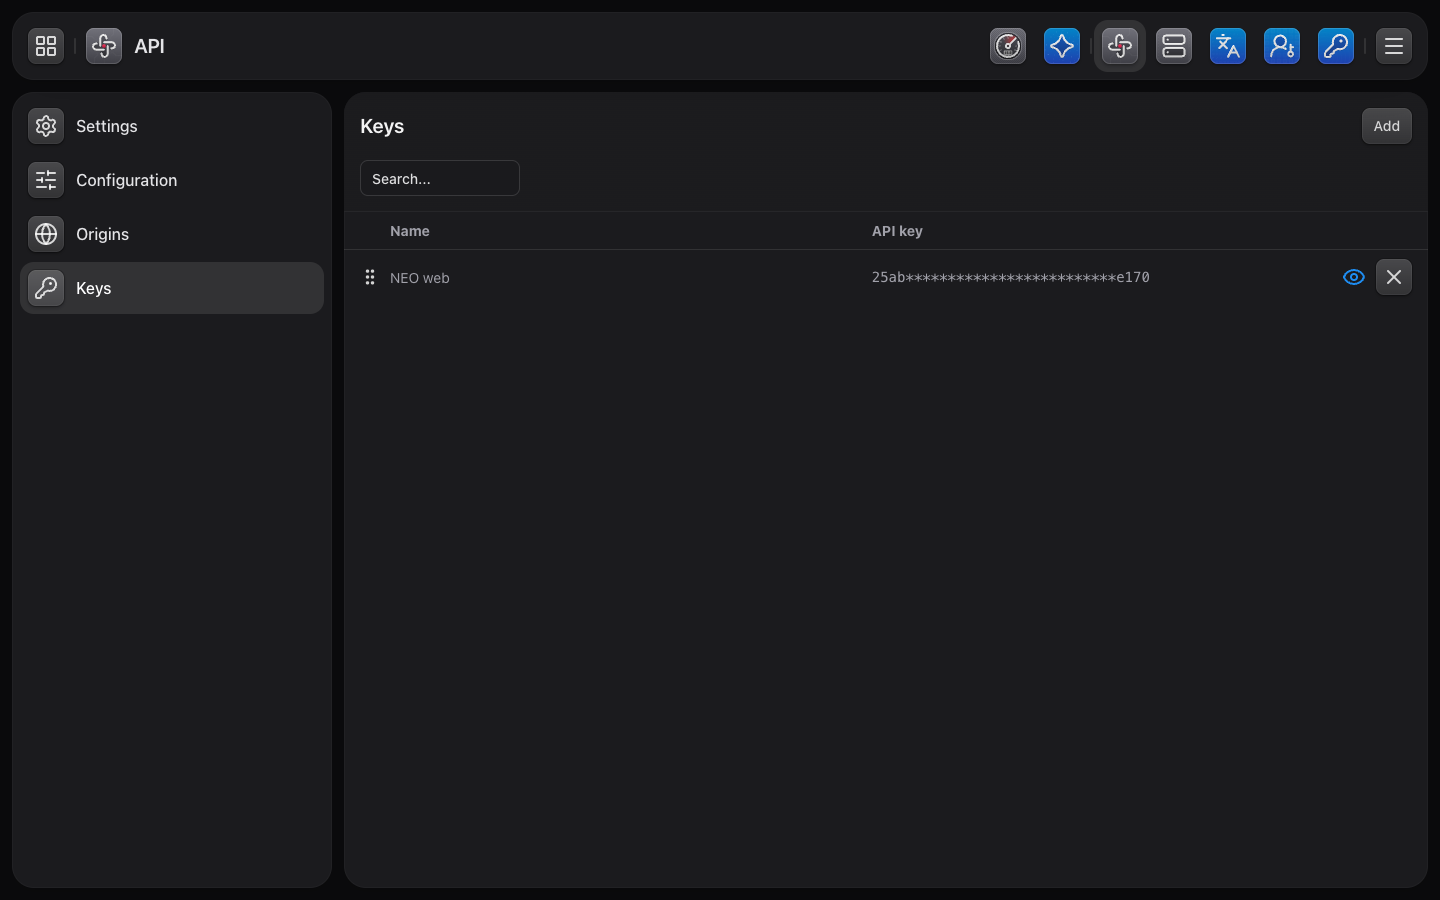 API
Settings
Configuration
Origins
Keys
Keys
Add
Search...
Name API key
NEO web 25ab*************************e170